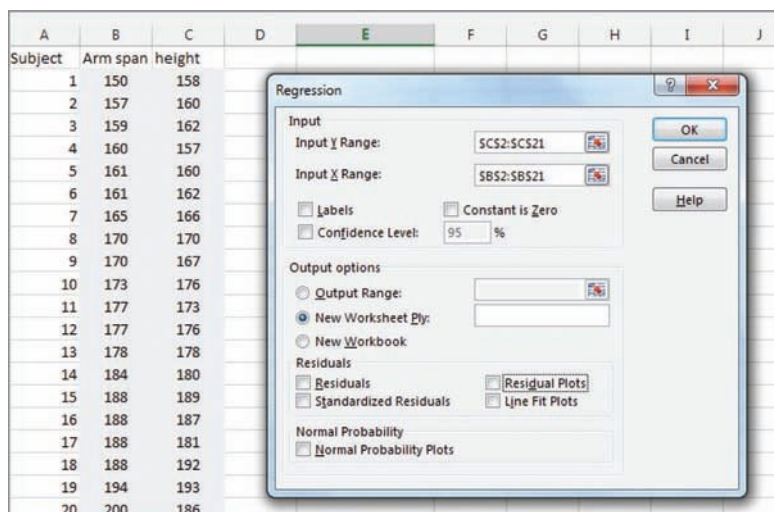 A B C D E F G H I J
Subject Arm span height
1 150 158
2 157 160
3 159 162
4 160 157
5 161 160
6 161 162
7 165 166
8 170 170
9 170 167
10 173 176
11 177 173
12 177 176
13 178 178
14 184 180
15 188 189
16 188 187
17 188 181
18 188 192
19 194 193
20 200 186
Regression
Input
Input Y Range: $C$2:$C$21
Input X Range: $B$2:$B$21
Labels Constant is Zero
Confidence Level: 95 %
Output options
Output Range:
New Worksheet Ply:
New Workbook
Residuals
Residuals Residual Plots
Standardized Residuals Line Fit Plots
Normal Probability
Normal Probability Plots
OK
Cancel
Help